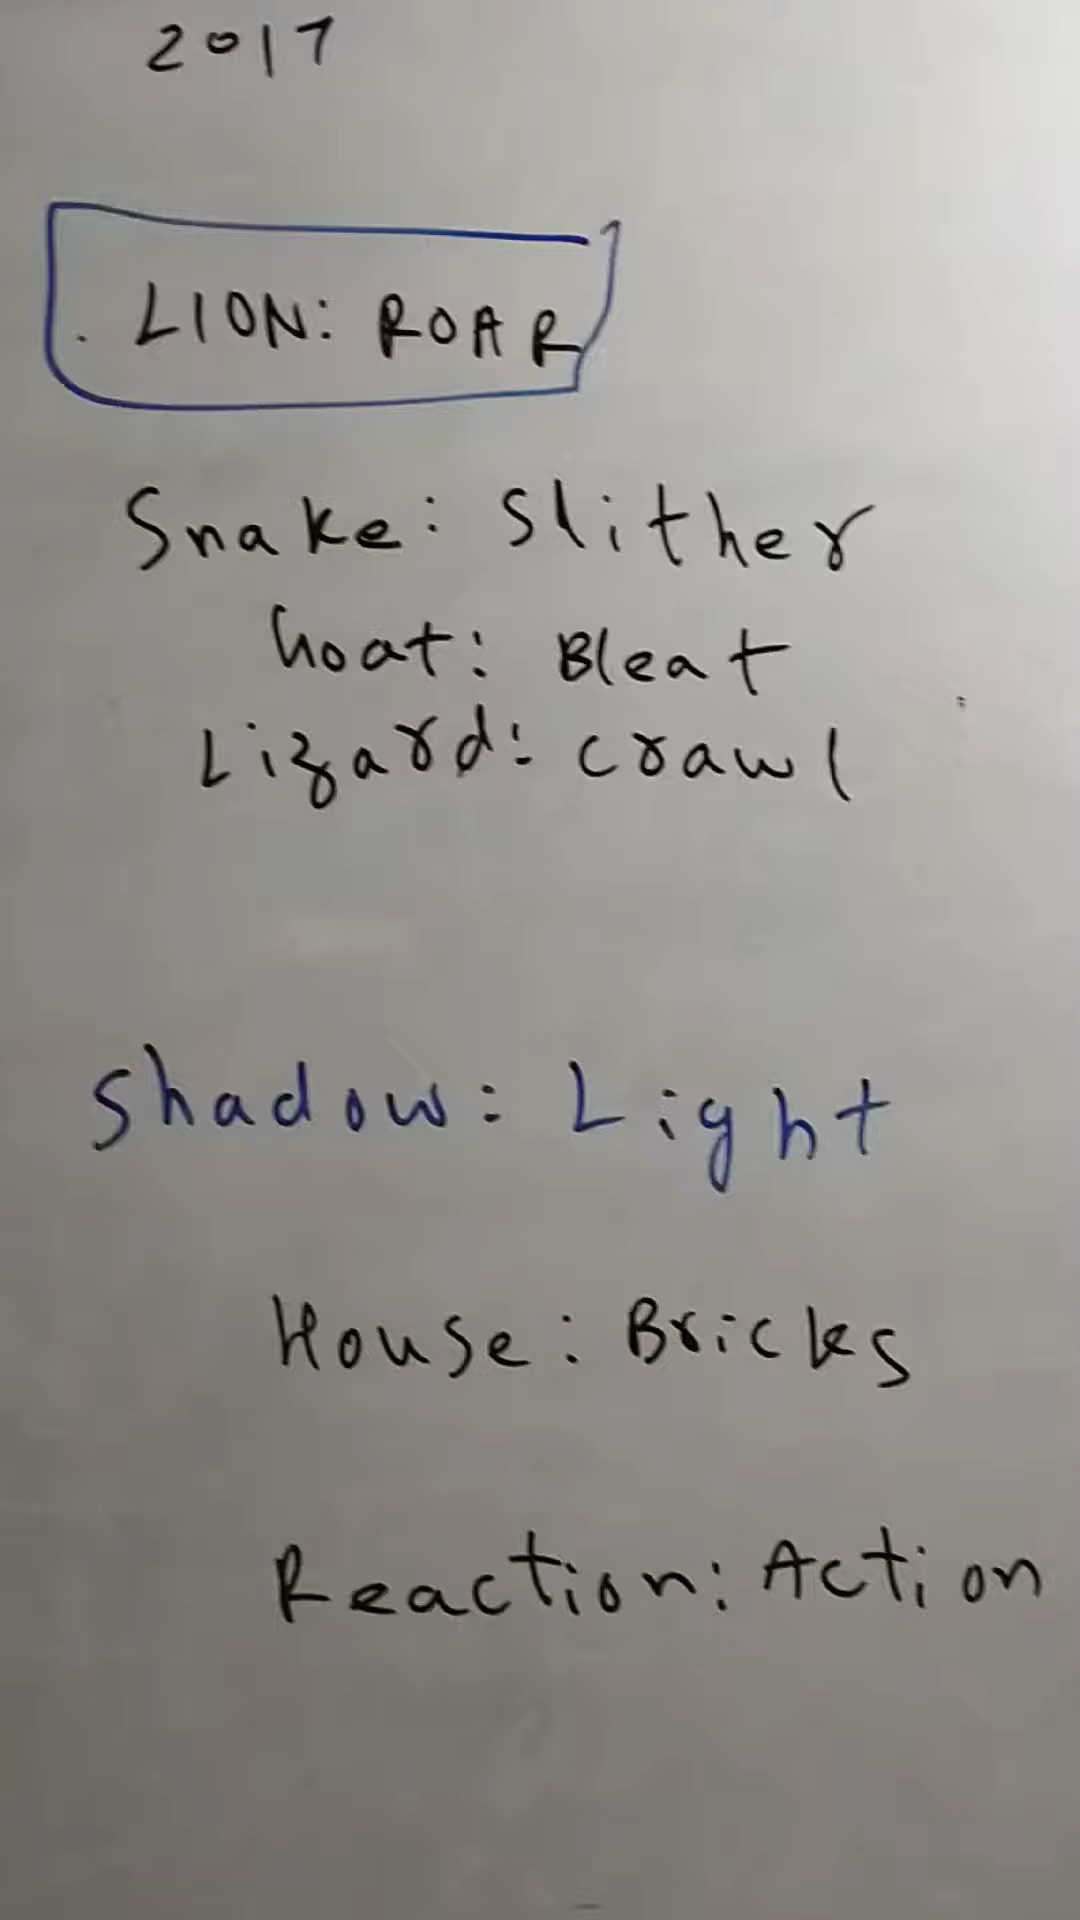 2017
. LION: ROAR
Snake: Slither
Goat: Bleat
Lizard: crawl
Shadow: Light
House: Bricks
Reaction: Action